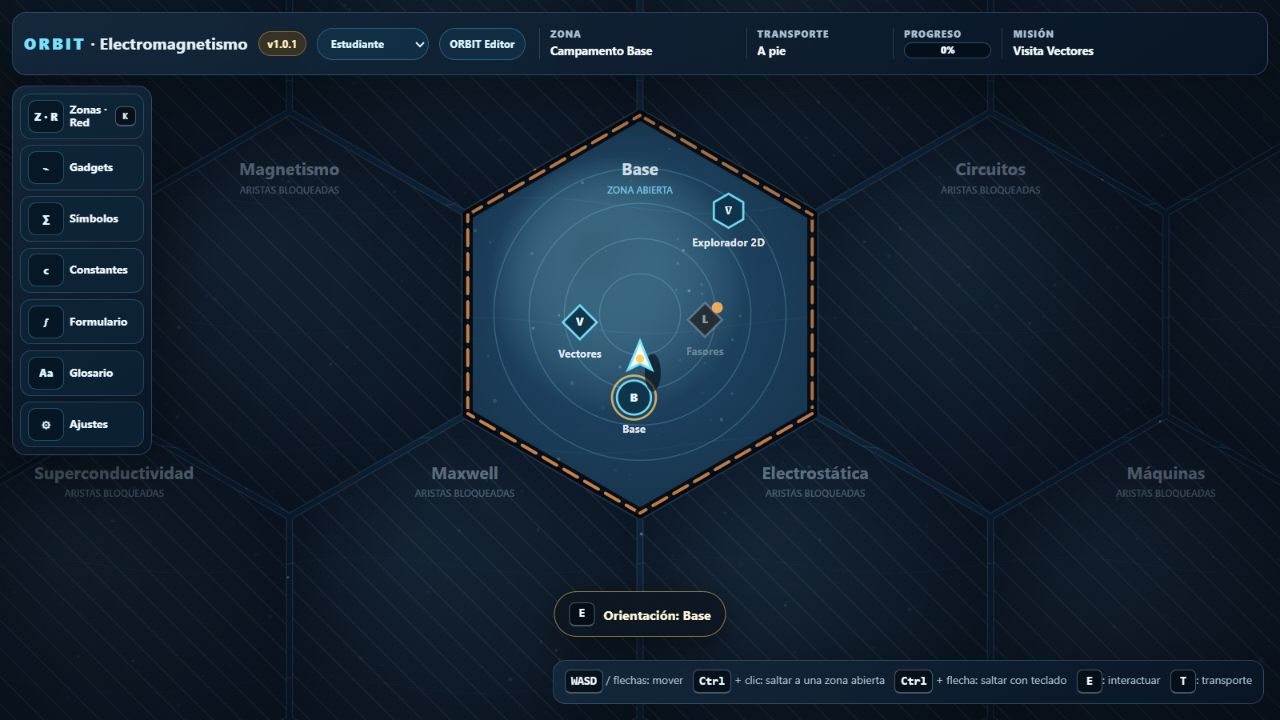 ORBIT · Electromagnetismo
v1.0.1
Estudiante
ORBIT Editor
ZONA
Campamento Base
TRANSPORTE
A pie
PROGRESO
0%
MISIÓN
Visita Vectores
Z·R Zonas · Red K
~ Gadgets
Σ Símbolos
c Constantes
ƒ Formulario
Aa Glosario
⚙ Ajustes
Magnetismo
ARISTAS BLOQUEADAS
Base
ZONA ABIERTA
Circuitos
ARISTAS BLOQUEADAS
∇
Explorador 2D
V
Vectores
L
Fasores
B
Base
Superconductividad
ARISTAS BLOQUEADAS
Maxwell
ARISTAS BLOQUEADAS
Electrostática
ARISTAS BLOQUEADAS
Máquinas
ARISTAS BLOQUEADAS
E Orientación: Base
WASD / flechas: mover Ctrl + clic: saltar a una zona abierta Ctrl + flecha: saltar con teclado E : interactuar T : transporte